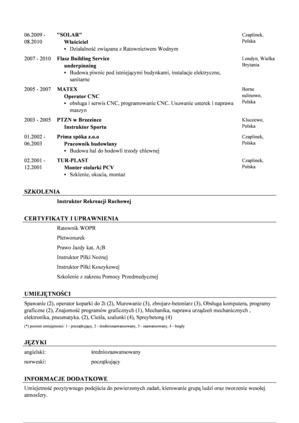 06.2009 - "SOLAR" Czaplinek,
08.2010 Właściciel Polska
• Działalność związana z Ratownictwem Wodnym
2007 - 2010 Flase Building Service Londyn, Wielka
underpinning Brytania
• Budowa piwnic pod istniejącymi budynkami, instalacje elektryczne,
sanitarne
2005 - 2007 MATEX Borne
Operator CNC sulinowo,
• obsługa i serwis CNC, programowanie CNC. Usuwanie usterek i naprawa Polska
maszyn
2003 - 2005 PTZN w Brzezince Kluczewo,
Instruktor Sportu Polska
01.2002 - Prima spółka z.o.o Czaplinek,
06.2003 Pracownik budowlany Polska
• Budowa hal do hodowli trzody chlewnej
02.2001 - TUR-PLAST Czaplinek,
12.2001 Monter stolarki PCV Polska
• Szklenie, okucia, montaż
SZKOLENIA
Instruktor Rekreacji Ruchowej
CERTYFIKATY I UPRAWNIENIA
Ratownik WOPR
Płetwonurek
Prawo Jazdy kat. A;B
Instruktor Piłki Nożnej
Instruktor Piłki Koszykowej
Szkolenie z zakresu Pomocy Przedmedycznej
UMIEJĘTNOŚCI
Spawanie (2), operator koparki do 2t (2), Murowanie (3), zbrojarz-betoniarz (3), Obsługa komputera, programy
graficzne (2), Znajomość programów graficznych (1), Mechanika, naprawa urządzeń mechanicznych ,
elektronika, pneumatyka. (2), Cieśla, szalunki (4), Sprcybetong (4)
(*) poziom umiejętności: 1 - początkujący, 2 - średniozaawansowany, 3 - zaawansowany, 4 - biegły
JĘZYKI
angielski: średniozaawansowany
norweski: początkujący
INFORMACJE DODATKOWE
Umiejętność pozytywnego podejścia do powierzonych zadań, kierowanie grupą ludzi oraz tworzenie wesołej
atmosfery.